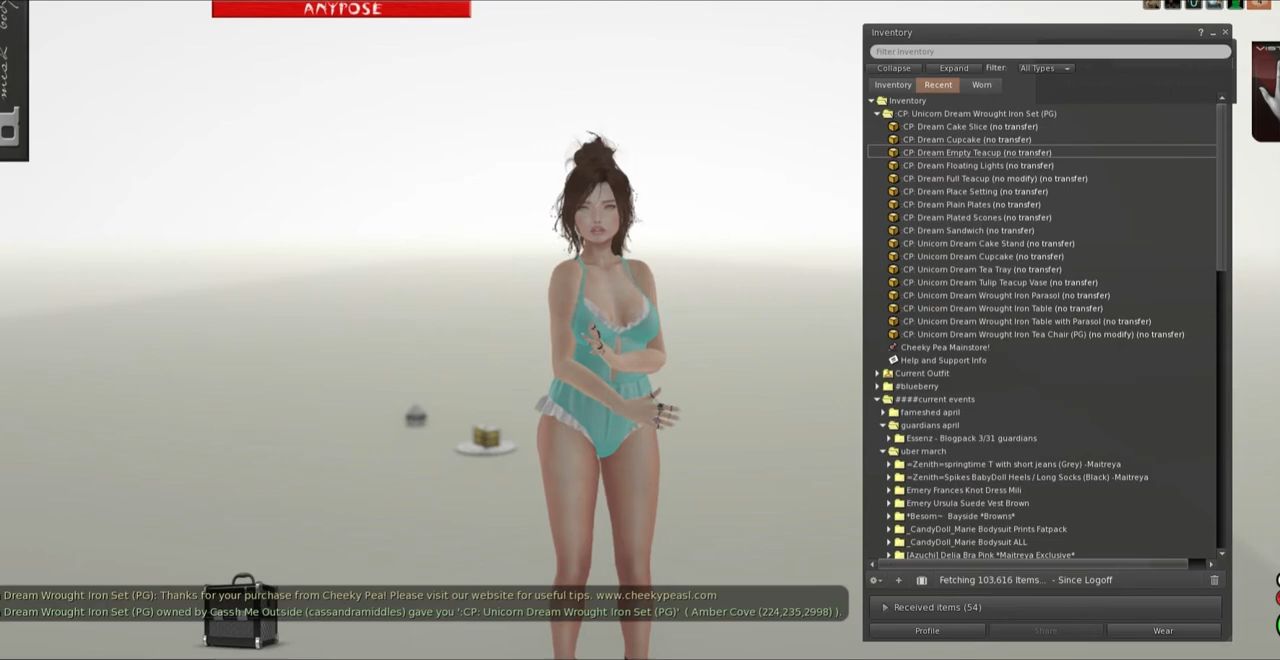 ANYPOSE
Inventory
Filter Inventory
Collapse Expand Filter: All Types
Inventory Recent Worn
Inventory
:CP: Unicorn Dream Wrought Iron Set (PG)
:CP: Dream Cake Slice (no transfer)
:CP: Dream Cupcake (no transfer)
:CP: Dream Empty Teacup (no transfer)
:CP: Dream Floating Lights (no transfer)
:CP: Dream Full Teacup (no modify) (no transfer)
:CP: Dream Place Setting (no transfer)
:CP: Dream Plain Plates (no transfer)
:CP: Dream Plated Scones (no transfer)
:CP: Dream Sandwich (no transfer)
:CP: Unicorn Dream Cake Stand (no transfer)
:CP: Unicorn Dream Cupcake (no transfer)
:CP: Unicorn Dream Tea Tray (no transfer)
:CP: Unicorn Dream Tulip Teacup Vase (no transfer)
:CP: Unicorn Dream Wrought Iron Parasol (no transfer)
:CP: Unicorn Dream Wrought Iron Table (no transfer)
:CP: Unicorn Dream Wrought Iron Table with Parasol (no transfer)
:CP: Unicorn Dream Wrought Iron Tea Chair (PG) (no modify) (no transfer)
Cheeky Pea Mainstore!
Help and Support Info
Current Outfit
#blueberry
####current events
fameshed april
guardians april
Essenz - Blogpack 3/31 guardians
uber march
=Zenith=springtime T with short jeans (Grey) -Maitreya
=Zenith=Spikes BabyDoll Heels / Long Socks (Black) -Maitreya
Emery Frances Knot Dress Mili
Emery Ursula Suede Vest Brown
*Besom~ Bayside *Browns*
_CandyDoll_Marie Bodysuit Prints Fatpack
_CandyDoll_Marie Bodysuit ALL
[Azuchi] Delia Bra Pink *Maitreya Exclusive*
Fetching 103,616 Items... - Since Logoff
Received items (54)
Profile Share Wear
Dream Wrought Iron Set (PG): Thanks for your purchase from Cheeky Pea! Please visit our website for useful tips. www.cheekypeasl.com
Dream Wrought Iron Set (PG) owned by Cassh Me Outside (cassandramiddles) gave you ':CP: Unicorn Dream Wrought Iron Set (PG)' ( Amber Cove (224,235,2998) ).